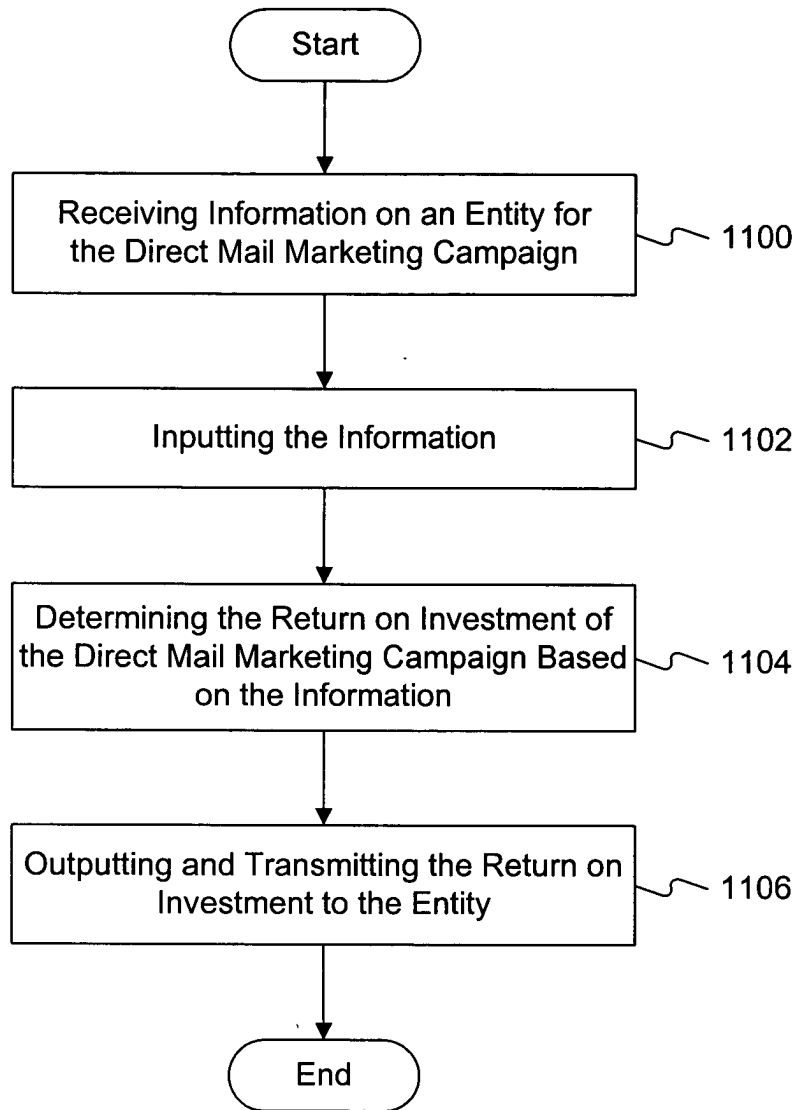 Start
Receiving Information on an Entity for
the Direct Mail Marketing Campaign
1100
Inputting the Information
1102
Determining the Return on Investment of
the Direct Mail Marketing Campaign Based
on the Information
1104
Outputting and Transmitting the Return on
Investment to the Entity
1106
End